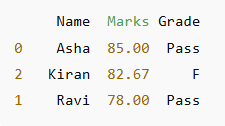 Name Marks Grade
0 Asha 85.00 Pass
2 Kiran 82.67 F
1 Ravi 78.00 Pass